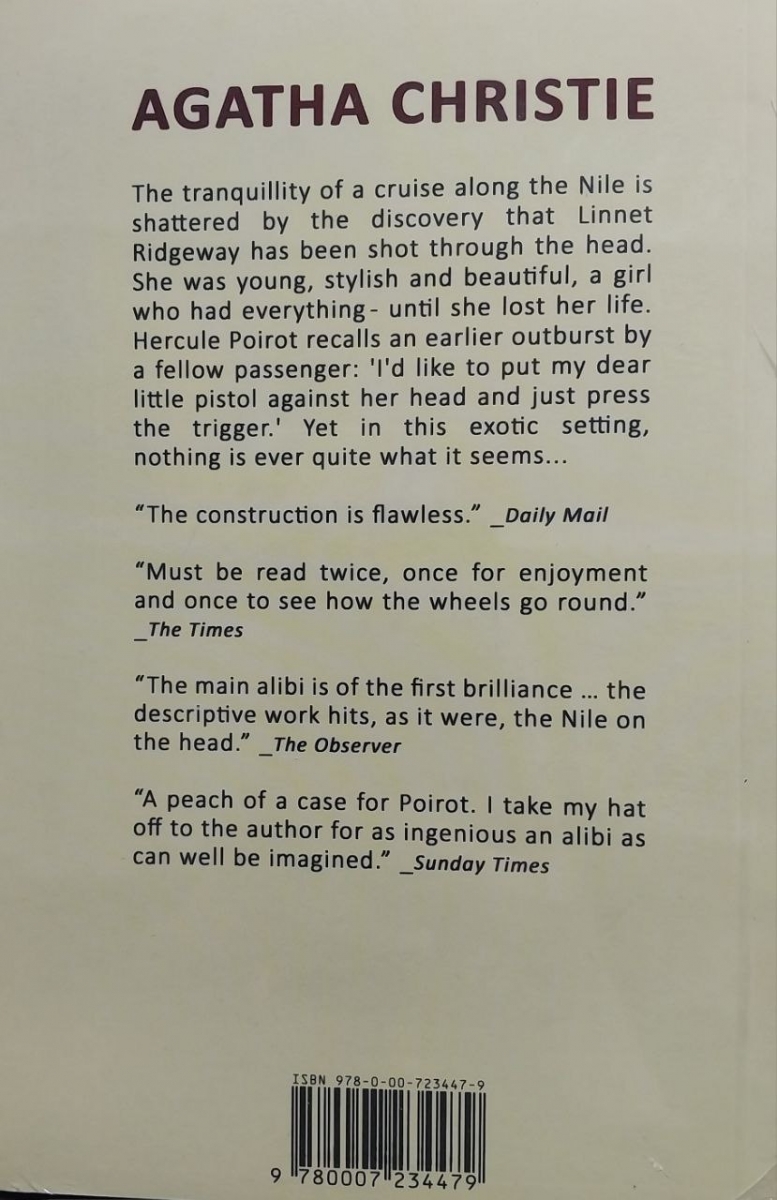 AGATHA CHRISTIE
The tranquillity of a cruise along the Nile is
shattered by the discovery that Linnet
Ridgeway has been shot through the head.
She was young, stylish and beautiful, a girl
who had everything- until she lost her life.
Hercule Poirot recalls an earlier outburst by
a fellow passenger: 'I'd like to put my dear
little pistol against her head and just press
the trigger.' Yet in this exotic setting,
nothing is ever quite what it seems...
“The construction is flawless.” _Daily Mail
“Must be read twice, once for enjoyment
and once to see how the wheels go round.”
_The Times
“The main alibi is of the first brilliance ... the
descriptive work hits, as it were, the Nile on
the head.” _The Observer
“A peach of a case for Poirot. I take my hat
off to the author for as ingenious an alibi as
can well be imagined.” _Sunday Times
ISBN 978-0-00-723447-9
9 780007 234479